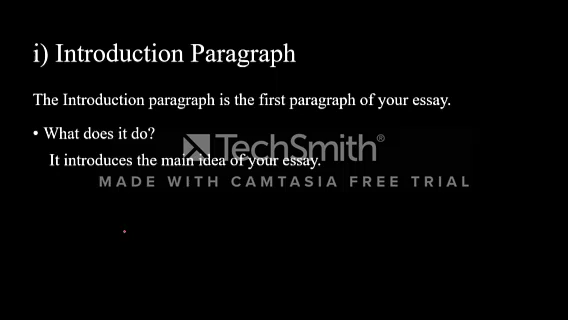 i) Introduction Paragraph
The Introduction paragraph is the first paragraph of your essay.
• What does it do?
TechSmith®
It introduces the main idea of your essay.
MADE WITH CAMTASIA FREE TRIAL